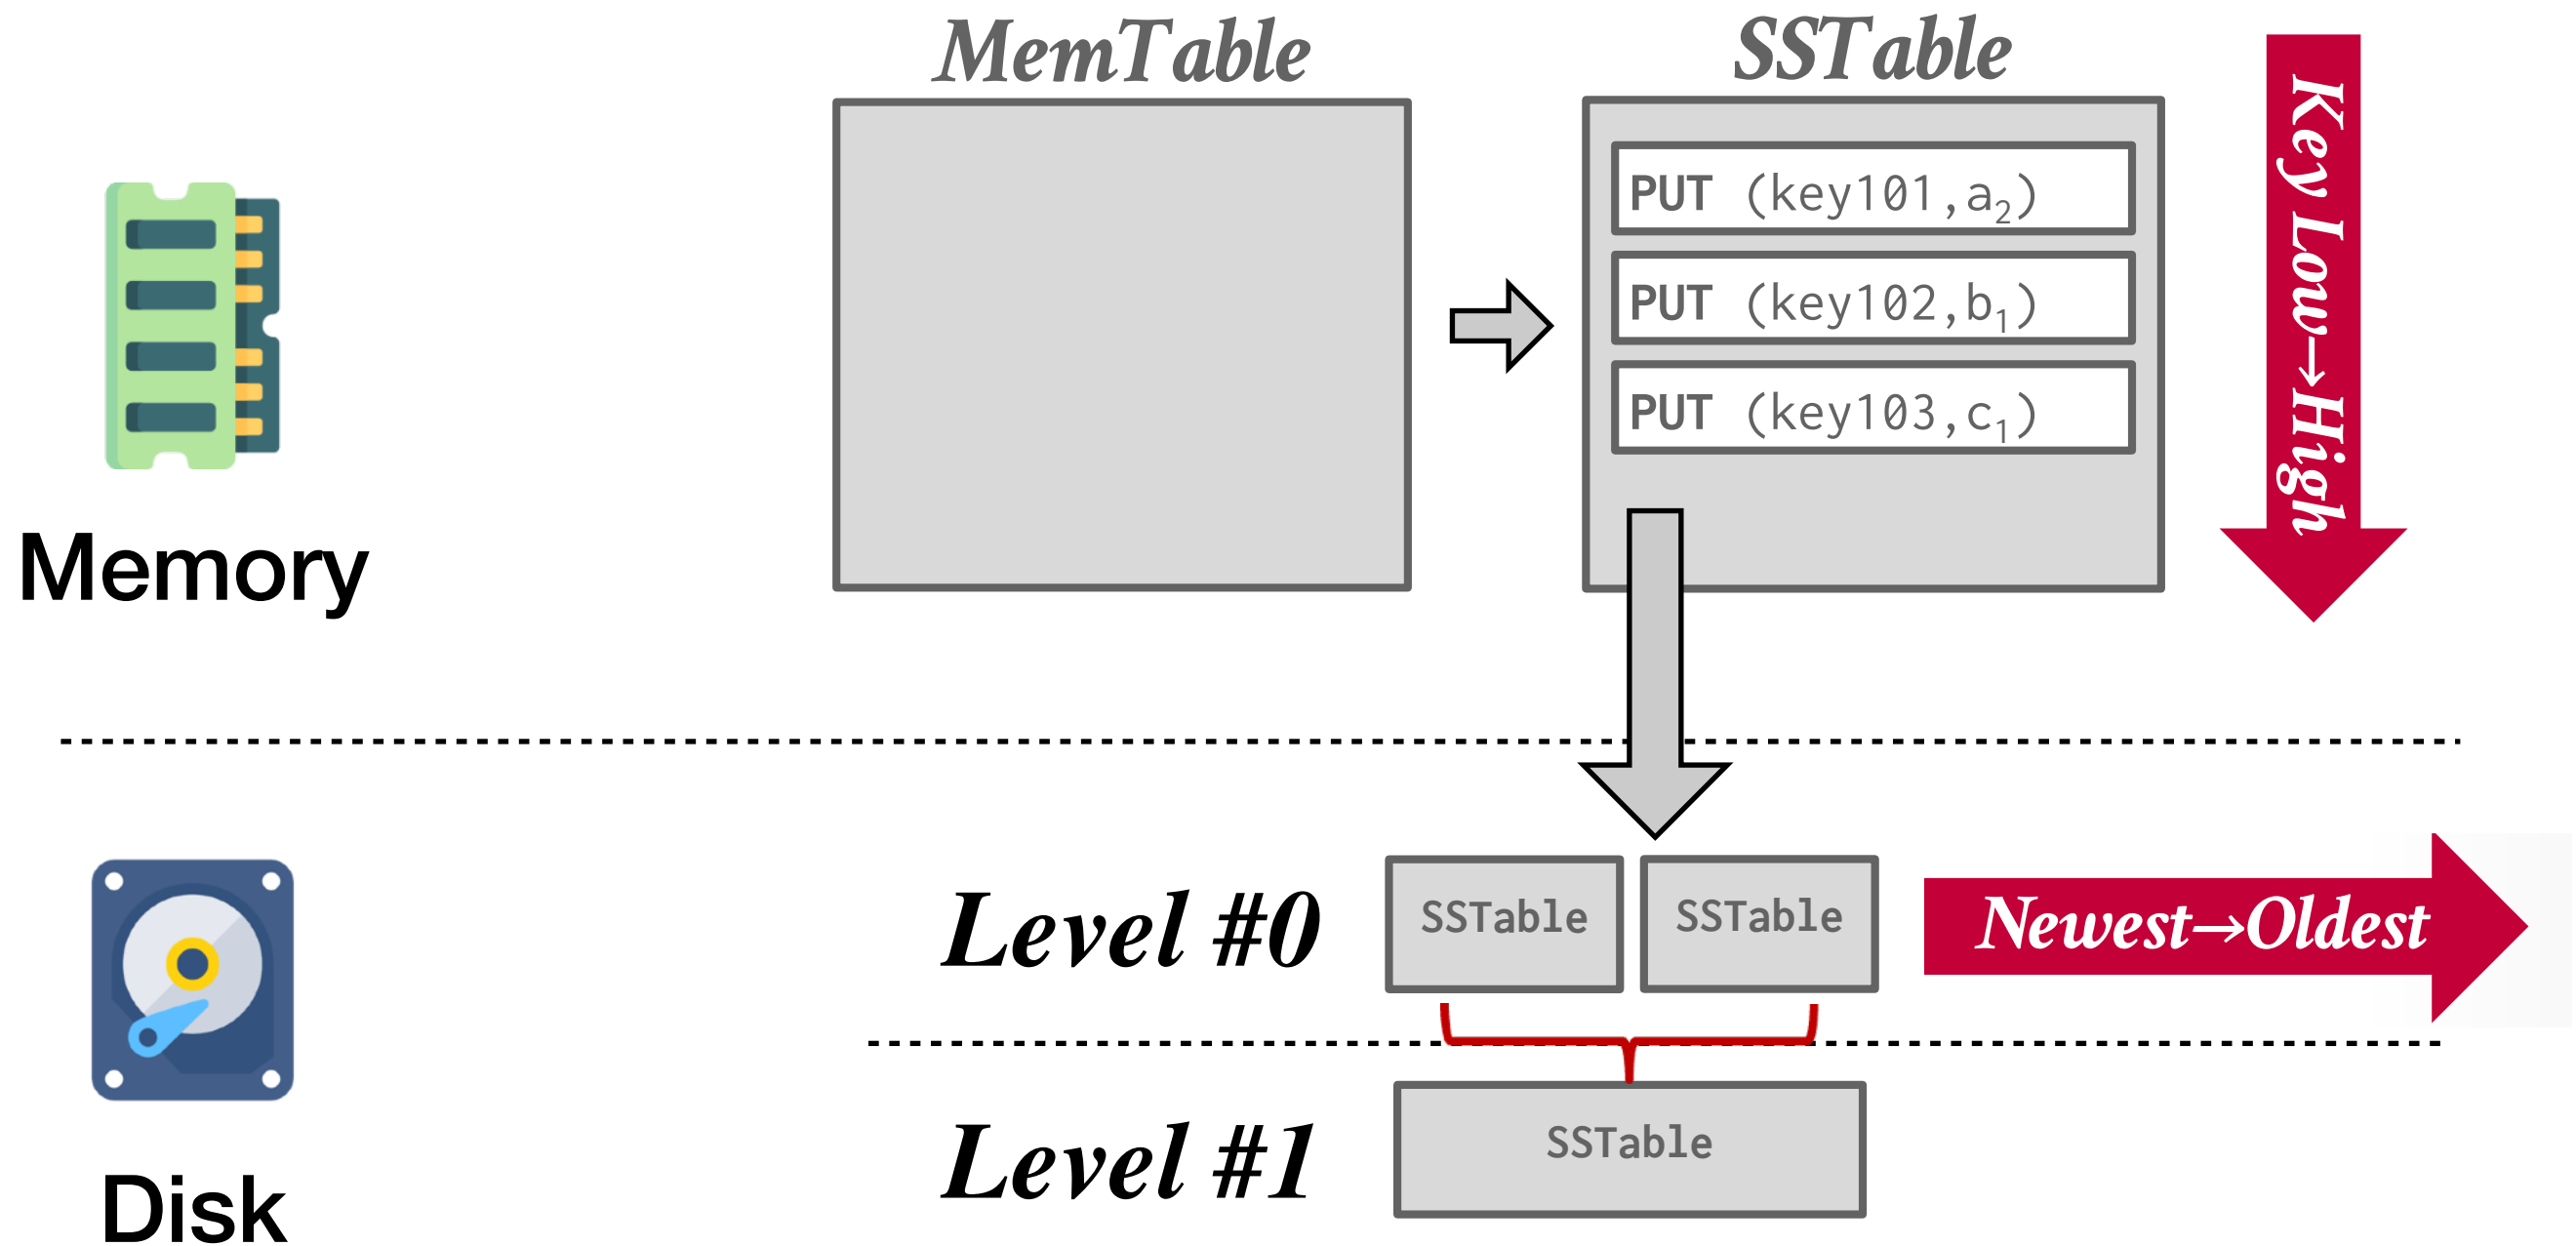 MemTable
SSTable
PUT (key101,a₂)
PUT (key102,b₁)
PUT (key103,c₁)
Key Low→High
Memory
Level #0
SSTable
SSTable
Newest→Oldest
Level #1
SSTable
Disk